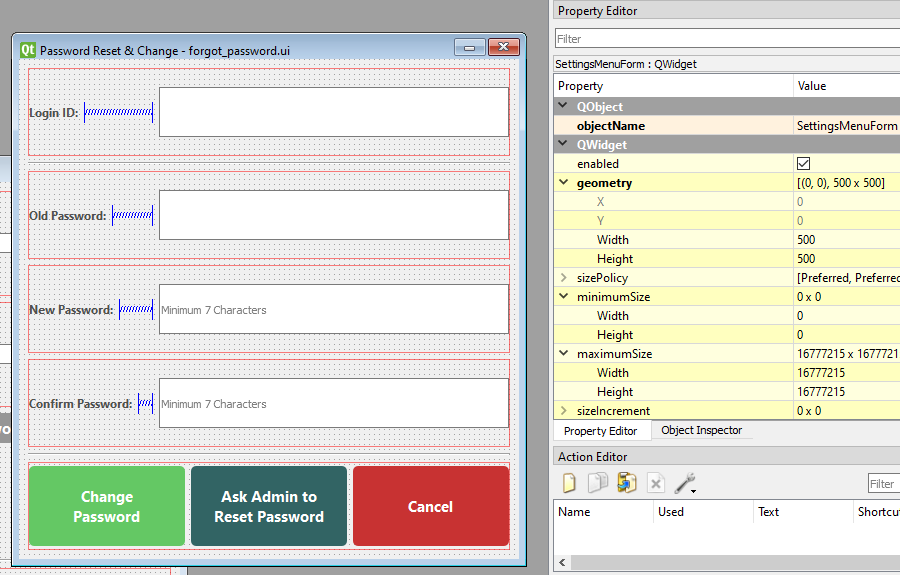 Property Editor
Qt Password Reset & Change - forgot_password.ui
Filter
SettingsMenuForm : QWidget
Property Value
QObject
objectName SettingsMenuForm
QWidget
enabled
geometry [(0, 0), 500 x 500]
X 0
Y 0
Width 500
Height 500
sizePolicy [Preferred, Preferred
minimumSize 0 x 0
Width 0
Height 0
maximumSize 16777215 x 1677721
Width 16777215
Height 16777215
sizeIncrement 0 x 0
Property Editor Object Inspector
Action Editor
Filter
Name Used Text Shortcu
Login ID:
Old Password:
New Password: Minimum 7 Characters
Confirm Password: Minimum 7 Characters
Change
Password
Ask Admin to
Reset Password
Cancel